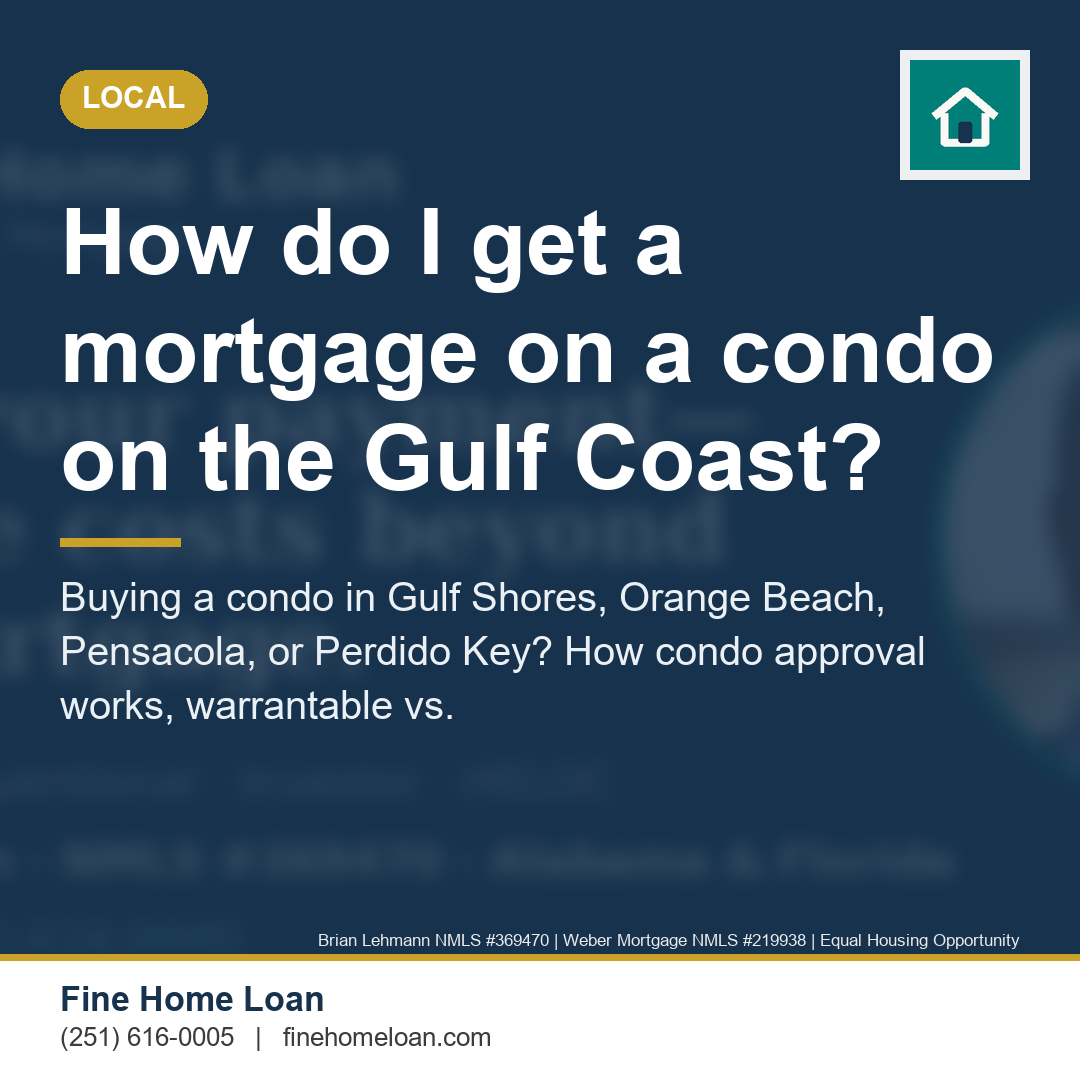 LOCAL
How do I get a
mortgage on a condo
on the Gulf Coast?
Buying a condo in Gulf Shores, Orange Beach,
Pensacola, or Perdido Key? How condo approval
works, warrantable vs.
Brian Lehmann NMLS #369470 | Weber Mortgage NMLS #219938 | Equal Housing Opportunity
Fine Home Loan
(251) 616-0005 | finehomeloan.com